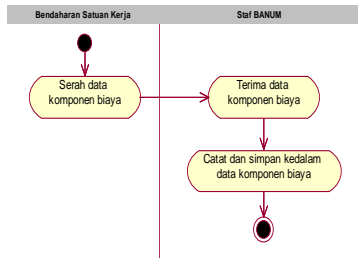 Bendaharan Satuan Kerja
Staf BANUM
Serah data
komponen biaya
Terima data
komponen biaya
Catat dan simpan kedalam
data komponen biaya